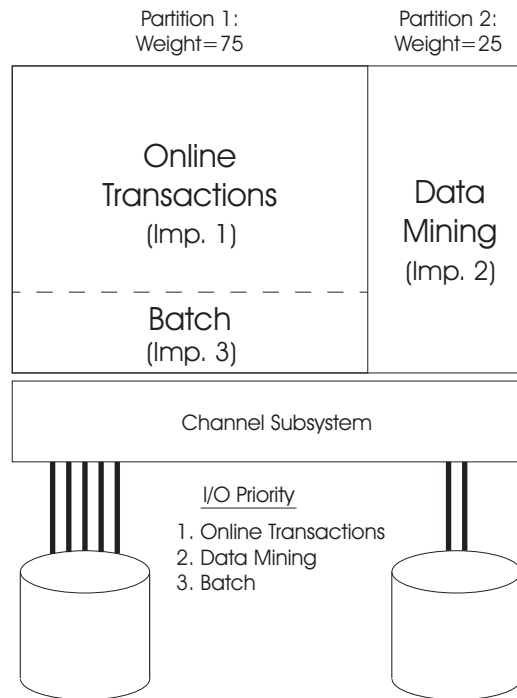 Partition 1:
Weight=75
Partition 2:
Weight=25
Online
Transactions
(Imp. 1)
Data
Mining
(Imp. 2)
Batch
(Imp. 3)
Channel Subsystem
I/O Priority
1. Online Transactions
2. Data Mining
3. Batch